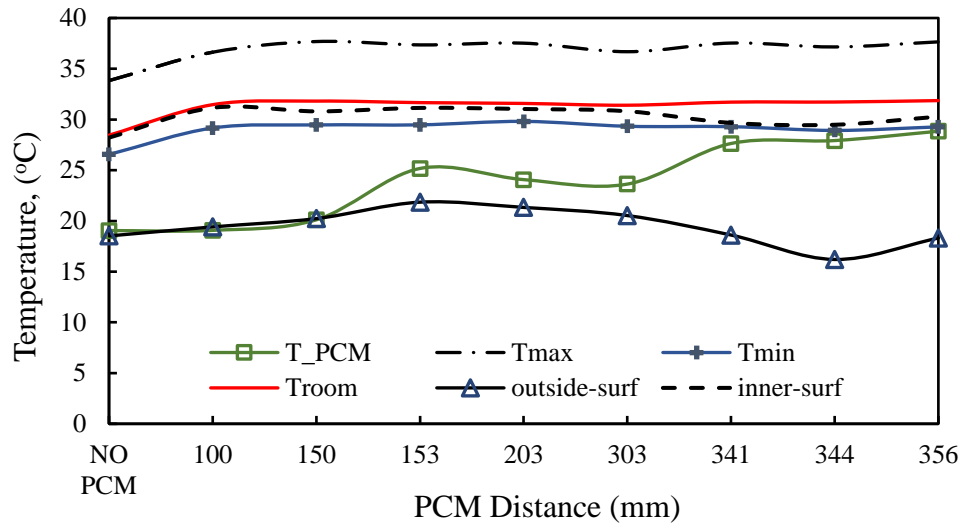 40
35
30
25
20
15
10
5
0
Temperature, (°C)
T_PCM Tmax Tmin
Troom outside-surf inner-surf
NO PCM 100 150 153 203 303 341 344 356
PCM Distance (mm)